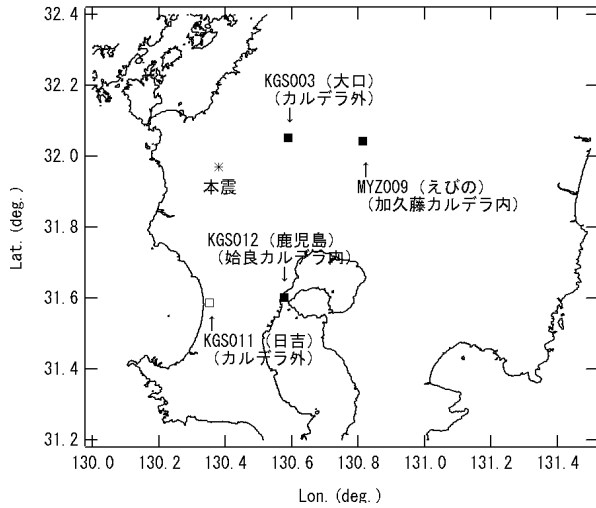 32.4
32.2
32.0
31.8
31.6
31.4
31.2
Lat. (deg.)
KGS003 (大口)
(カルデラ外)
↓
*
本震
↑
MYZ009 (えびの)
(加久藤カルデラ内)
KGS012 (鹿児島)
(姶良カルデラ内)
↓
↑
KGS011 (日吉)
(カルデラ外)
130.0 130.2 130.4 130.6 130.8 131.0 131.2 131.4
Lon. (deg.)